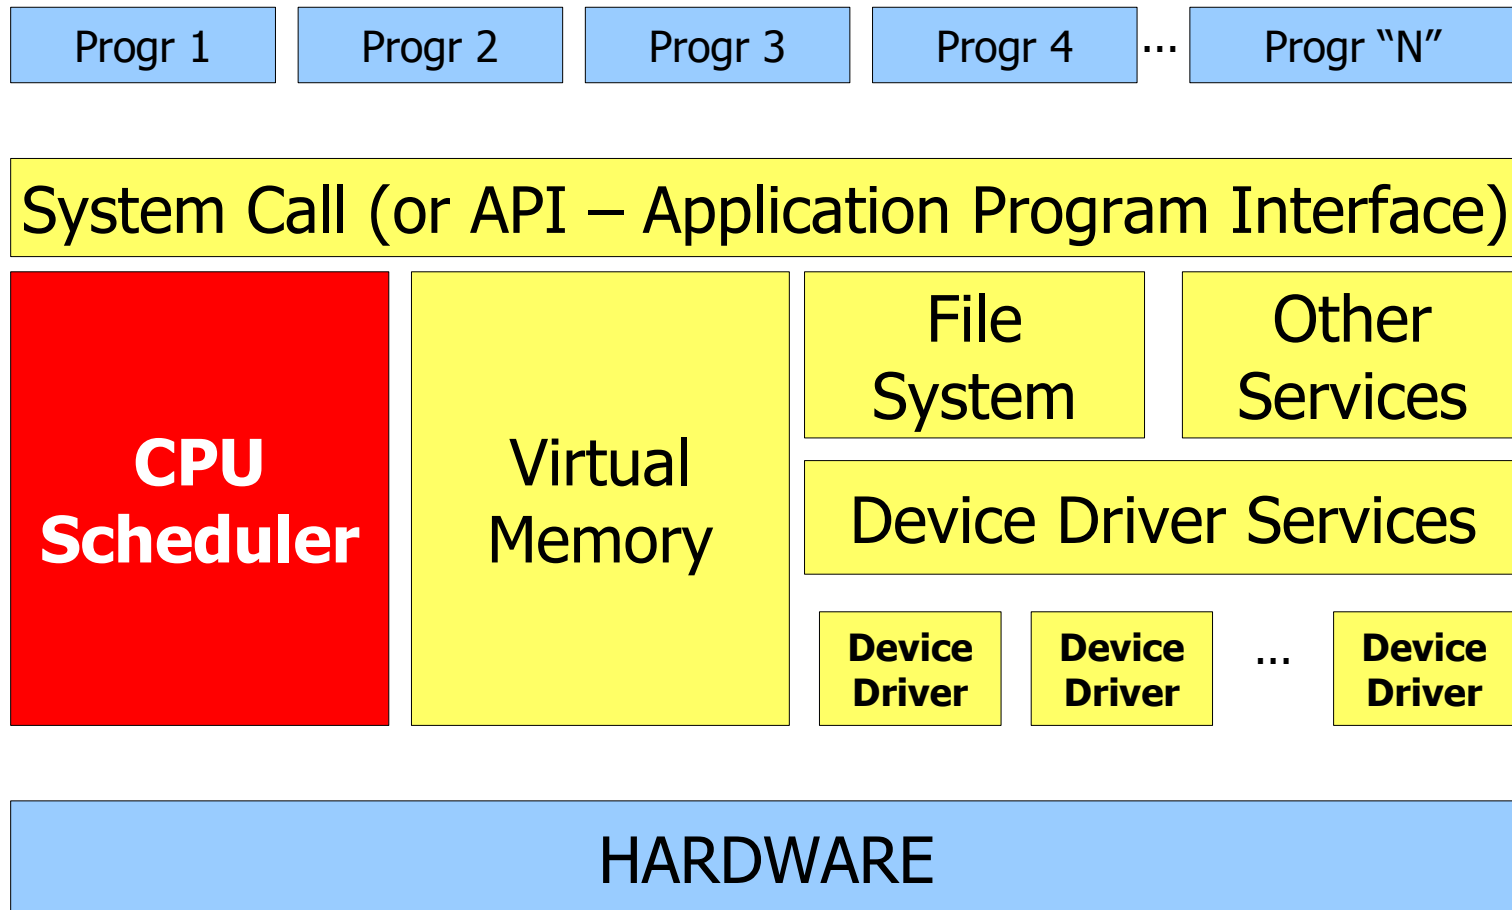 Progr 1 Progr 2 Progr 3 Progr 4 ... Progr “N”
System Call (or API – Application Program Interface)
CPU
Scheduler
Virtual
Memory
File
System
Other
Services
Device Driver Services
Device
Driver
Device
Driver
...
Device
Driver
HARDWARE